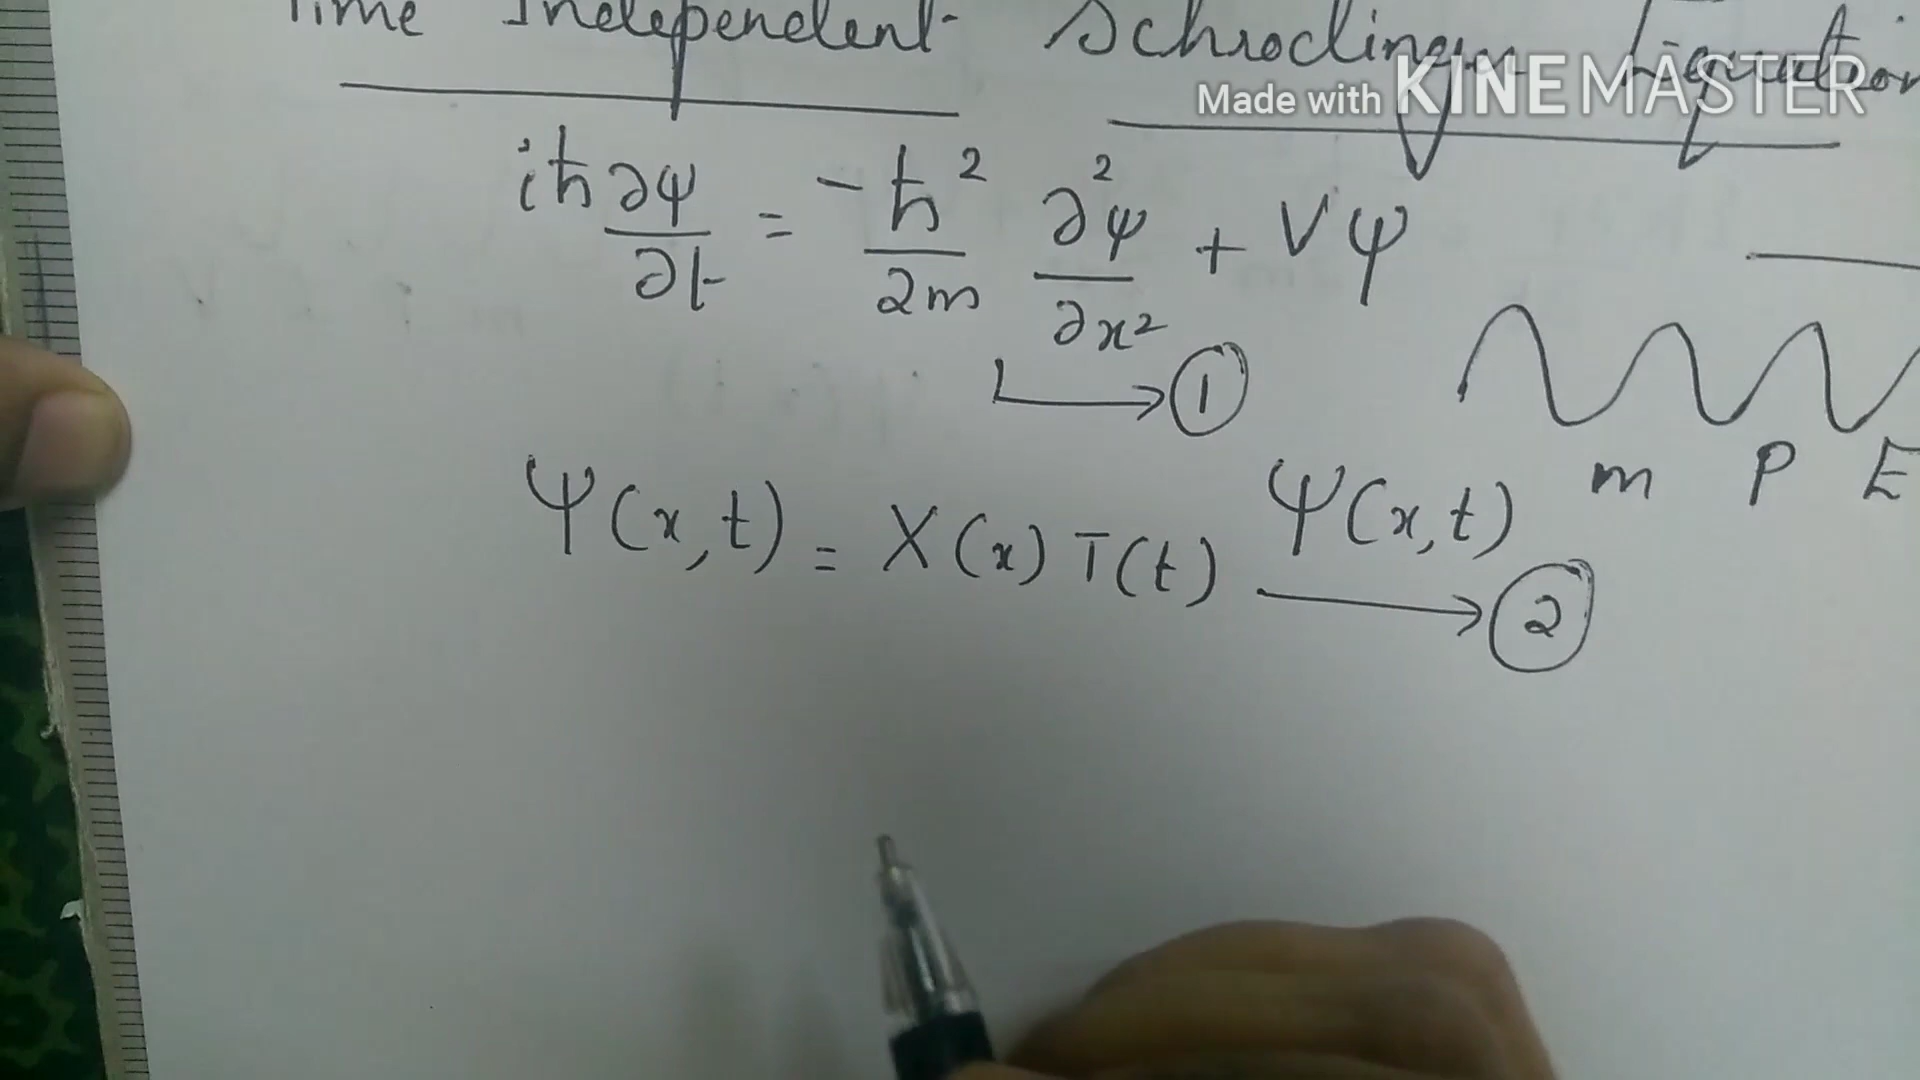 Time Independent Schrodinger Equation
Made with KINEMASTER
iħ ∂ψ/∂t = -ħ²/2m ∂²ψ/∂x² + Vψ
→ ①
m P E
Ψ(x,t) = X(x) T(t) → ②
Ψ(x,t)